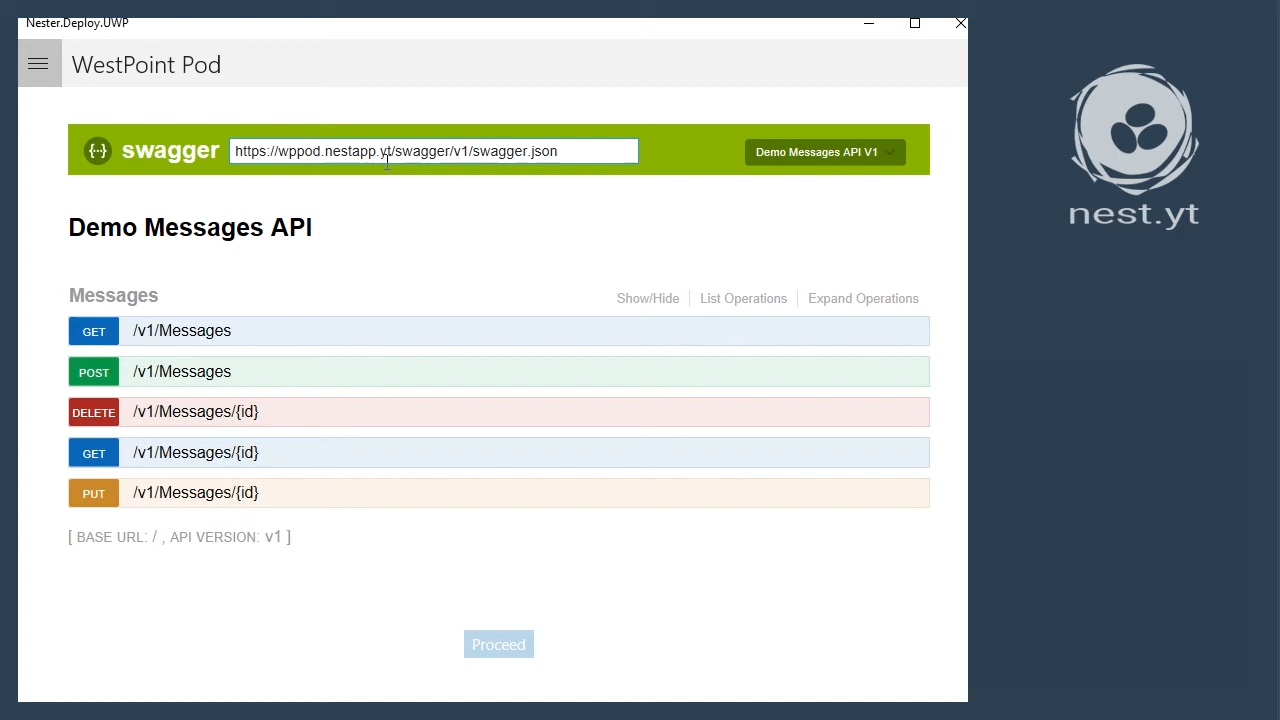 Nester.Deploy.UWP
WestPoint Pod
{···} swagger https://wppod.nestapp.yt/swagger/v1/swagger.json Demo Messages API V1
nest.yt
Demo Messages API
Messages Show/Hide List Operations Expand Operations
GET /v1/Messages
POST /v1/Messages
DELETE /v1/Messages/{id}
GET /v1/Messages/{id}
PUT /v1/Messages/{id}
[ BASE URL: / , API VERSION: v1 ]
Proceed